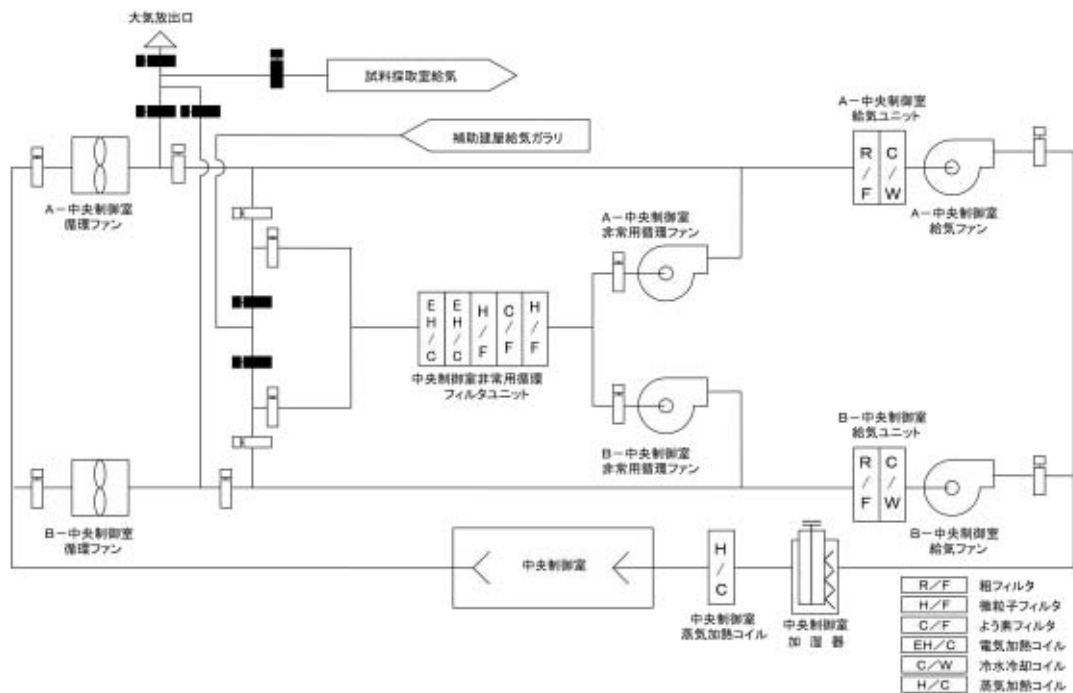 大気放出口
試料採取室給気
補助建屋給気ガラリ
A-中央制御室
給気ユニット
R/F
C/W
A-中央制御室
循環ファン
A-中央制御室
非常用循環ファン
A-中央制御室
給気ファン
EH/C
EH/C
H/F
C/F
H/F
中央制御室非常用循環
フィルタユニット
B-中央制御室
非常用循環ファン
B-中央制御室
給気ユニット
R/F
C/W
B-中央制御室
循環ファン
B-中央制御室
給気ファン
中央制御室
H/C
中央制御室
蒸気加熱コイル
中央制御室
加湿器
R/F 粗フィルタ
H/F 微粒子フィルタ
C/F よう素フィルタ
EH/C 電気加熱コイル
C/W 冷水冷却コイル
H/C 蒸気加熱コイル